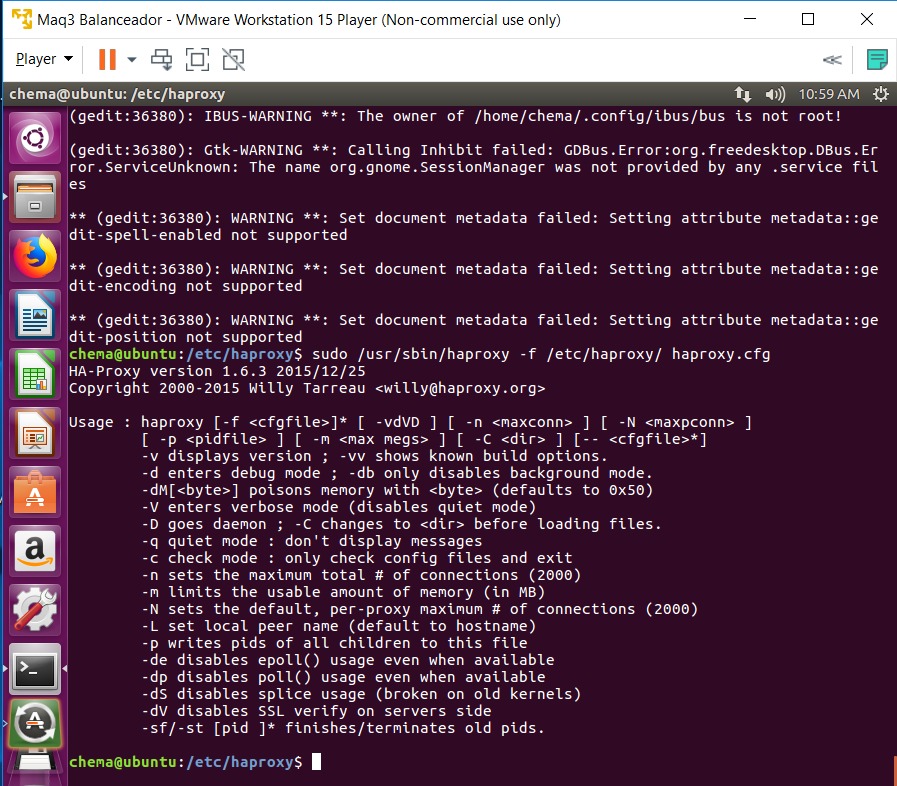 Maq3 Balanceador - VMware Workstation 15 Player (Non-commercial use only)
Player
chema@ubuntu: /etc/haproxy
10:59 AM
(gedit:36380): IBUS-WARNING **: The owner of /home/chema/.config/ibus/bus is not root!
(gedit:36380): Gtk-WARNING **: Calling Inhibit failed: GDBus.Error:org.freedesktop.DBus.Er
ror.ServiceUnknown: The name org.gnome.SessionManager was not provided by any .service fil
es
** (gedit:36380): WARNING **: Set document metadata failed: Setting attribute metadata::ge
dit-spell-enabled not supported
** (gedit:36380): WARNING **: Set document metadata failed: Setting attribute metadata::ge
dit-encoding not supported
** (gedit:36380): WARNING **: Set document metadata failed: Setting attribute metadata::ge
dit-position not supported
chema@ubuntu:/etc/haproxy$ sudo /usr/sbin/haproxy -f /etc/haproxy/ haproxy.cfg
HA-Proxy version 1.6.3 2015/12/25
Copyright 2000-2015 Willy Tarreau <willy@haproxy.org>
Usage : haproxy [-f <cfgfile>]* [ -vdVD ] [ -n <maxconn> ] [ -N <maxpconn> ]
[ -p <pidfile> ] [ -m <max megs> ] [ -C <dir> ] [-- <cfgfile>*]
-v displays version ; -vv shows known build options.
-d enters debug mode ; -db only disables background mode.
-dM[<byte>] poisons memory with <byte> (defaults to 0x50)
-V enters verbose mode (disables quiet mode)
-D goes daemon ; -C changes to <dir> before loading files.
-q quiet mode : don't display messages
-c check mode : only check config files and exit
-n sets the maximum total # of connections (2000)
-m limits the usable amount of memory (in MB)
-N sets the default, per-proxy maximum # of connections (2000)
-L set local peer name (default to hostname)
-p writes pids of all children to this file
-de disables epoll() usage even when available
-dp disables poll() usage even when available
-dS disables splice usage (broken on old kernels)
-dV disables SSL verify on servers side
-sf/-st [pid ]* finishes/terminates old pids.
chema@ubuntu:/etc/haproxy$